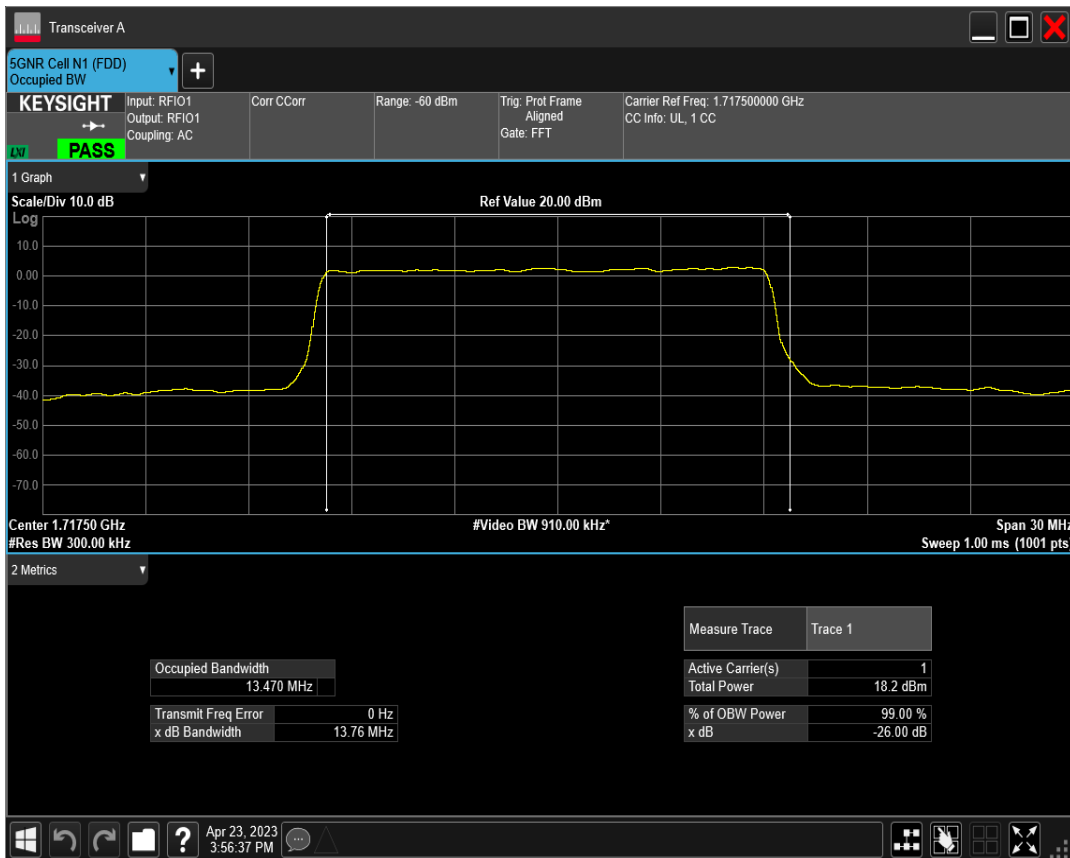 Transceiver A
5GNR Cell N1 (FDD)
Occupied BW
+
KEYSIGHT
LXI
PASS
Input: RFIO1
Output: RFIO1
Coupling: AC
Corr CCorr
Range: -60 dBm
Trig: Prot Frame
Aligned
Gate: FFT
Carrier Ref Freq: 1.717500000 GHz
CC Info: UL, 1 CC
1 Graph
Scale/Div 10.0 dB
Ref Value 20.00 dBm
Log
10.0
0.00
-10.0
-20.0
-30.0
-40.0
-50.0
-60.0
-70.0
Center 1.71750 GHz
#Video BW 910.00 kHz*
Span 30 MHz
#Res BW 300.00 kHz
Sweep 1.00 ms (1001 pts)
2 Metrics
Measure Trace Trace 1
Occupied Bandwidth
13.470 MHz
Active Carrier(s) 1
Total Power 18.2 dBm
Transmit Freq Error 0 Hz
x dB Bandwidth 13.76 MHz
% of OBW Power 99.00 %
x dB -26.00 dB
?
Apr 23, 2023
3:56:37 PM